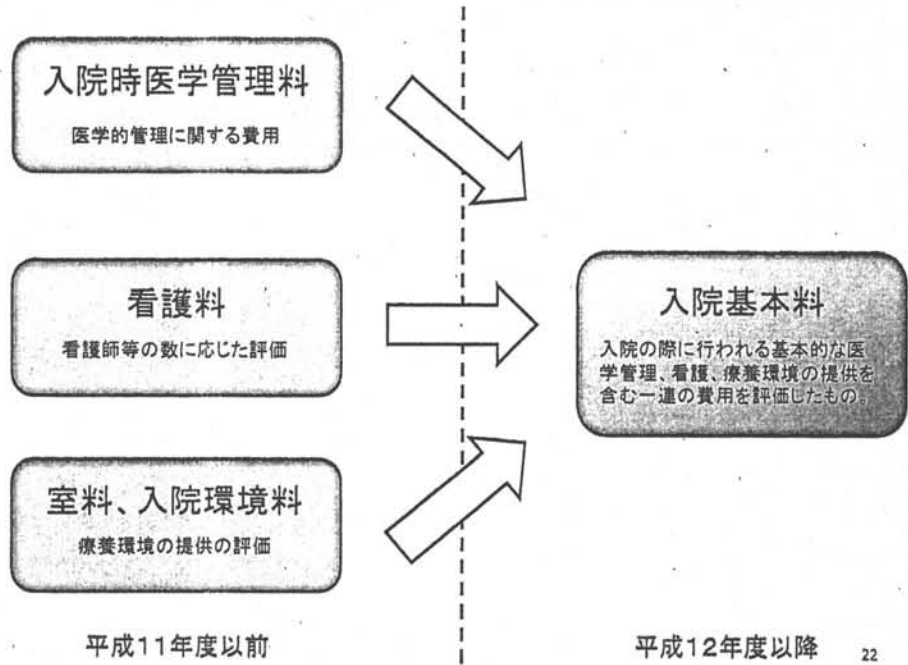 入院時医学管理料
医学的管理に関する費用
看護料
看護師等の数に応じた評価
室料、入院環境料
療養環境の提供の評価
平成11年度以前
入院基本料
入院の際に行われる基本的な医
学管理、看護、療養環境の提供を
含む一連の費用を評価したもの。
平成12年度以降
22